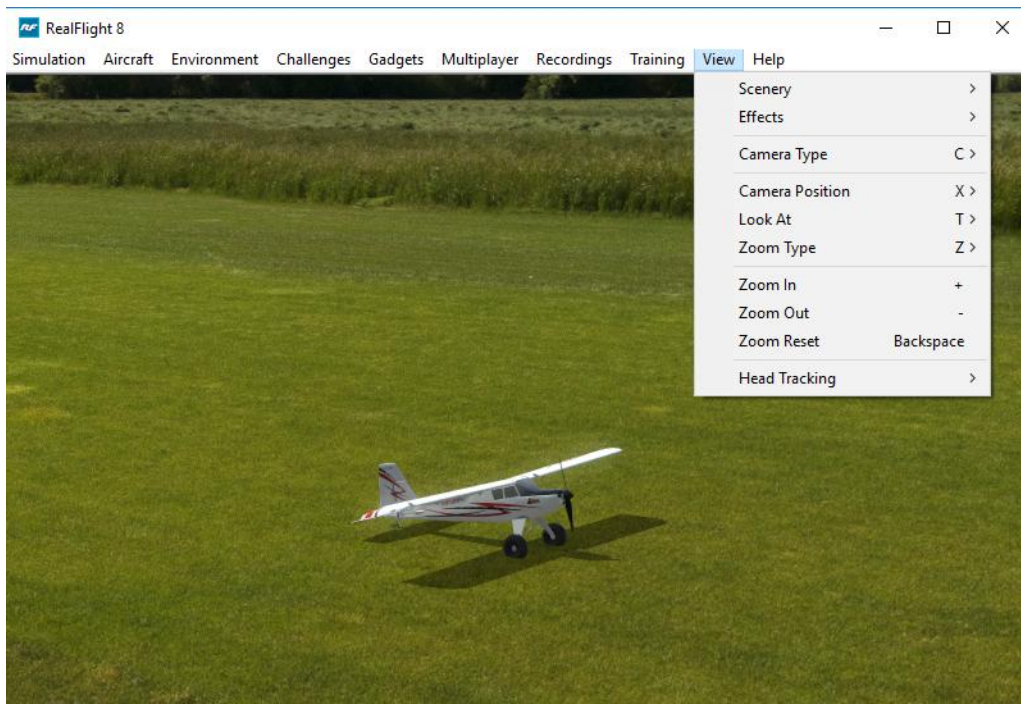 RF RealFlight 8
Simulation Aircraft Environment Challenges Gadgets Multiplayer Recordings Training View Help
Scenery >
Effects >
Camera Type C >
Camera Position X >
Look At T >
Zoom Type Z >
Zoom In +
Zoom Out -
Zoom Reset Backspace
Head Tracking >